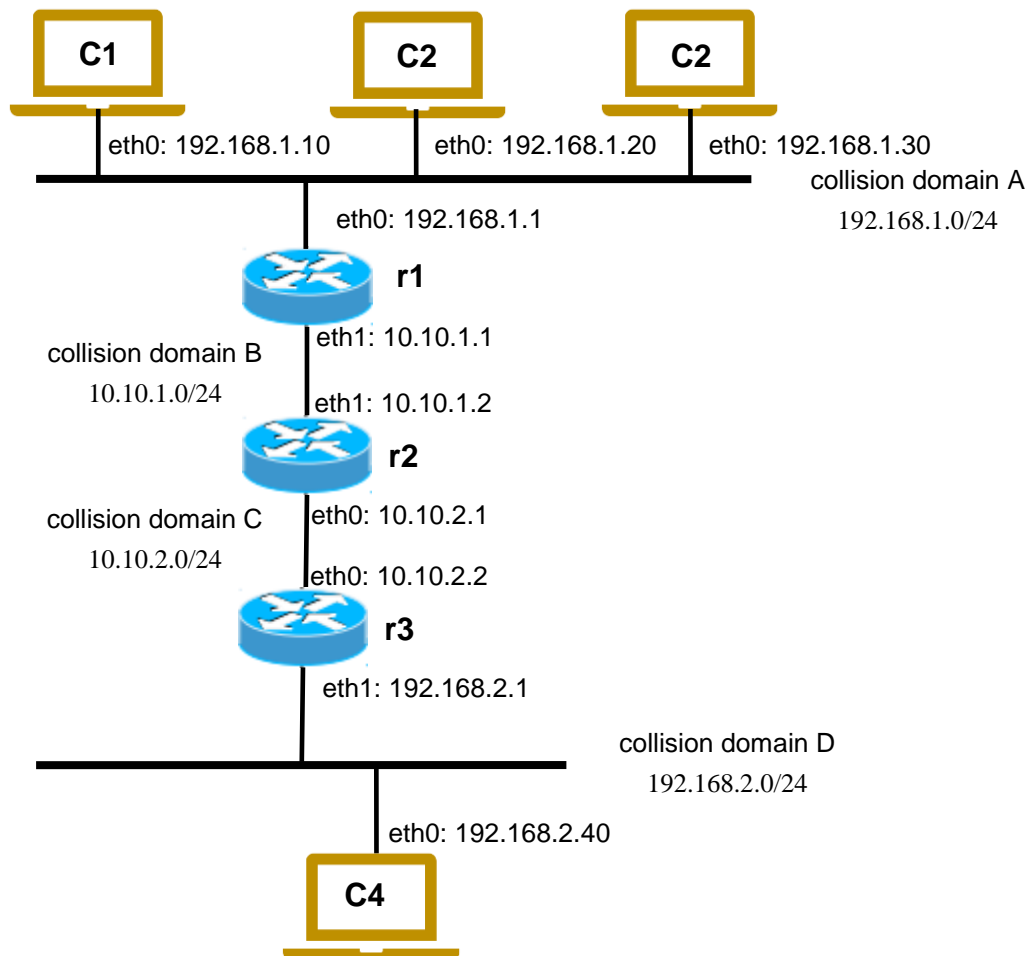 C1
C2
C2
eth0: 192.168.1.10
eth0: 192.168.1.20
eth0: 192.168.1.30
collision domain A
192.168.1.0/24
eth0: 192.168.1.1
r1
eth1: 10.10.1.1
collision domain B
10.10.1.0/24
eth1: 10.10.1.2
r2
eth0: 10.10.2.1
collision domain C
10.10.2.0/24
eth0: 10.10.2.2
r3
eth1: 192.168.2.1
collision domain D
192.168.2.0/24
eth0: 192.168.2.40
C4